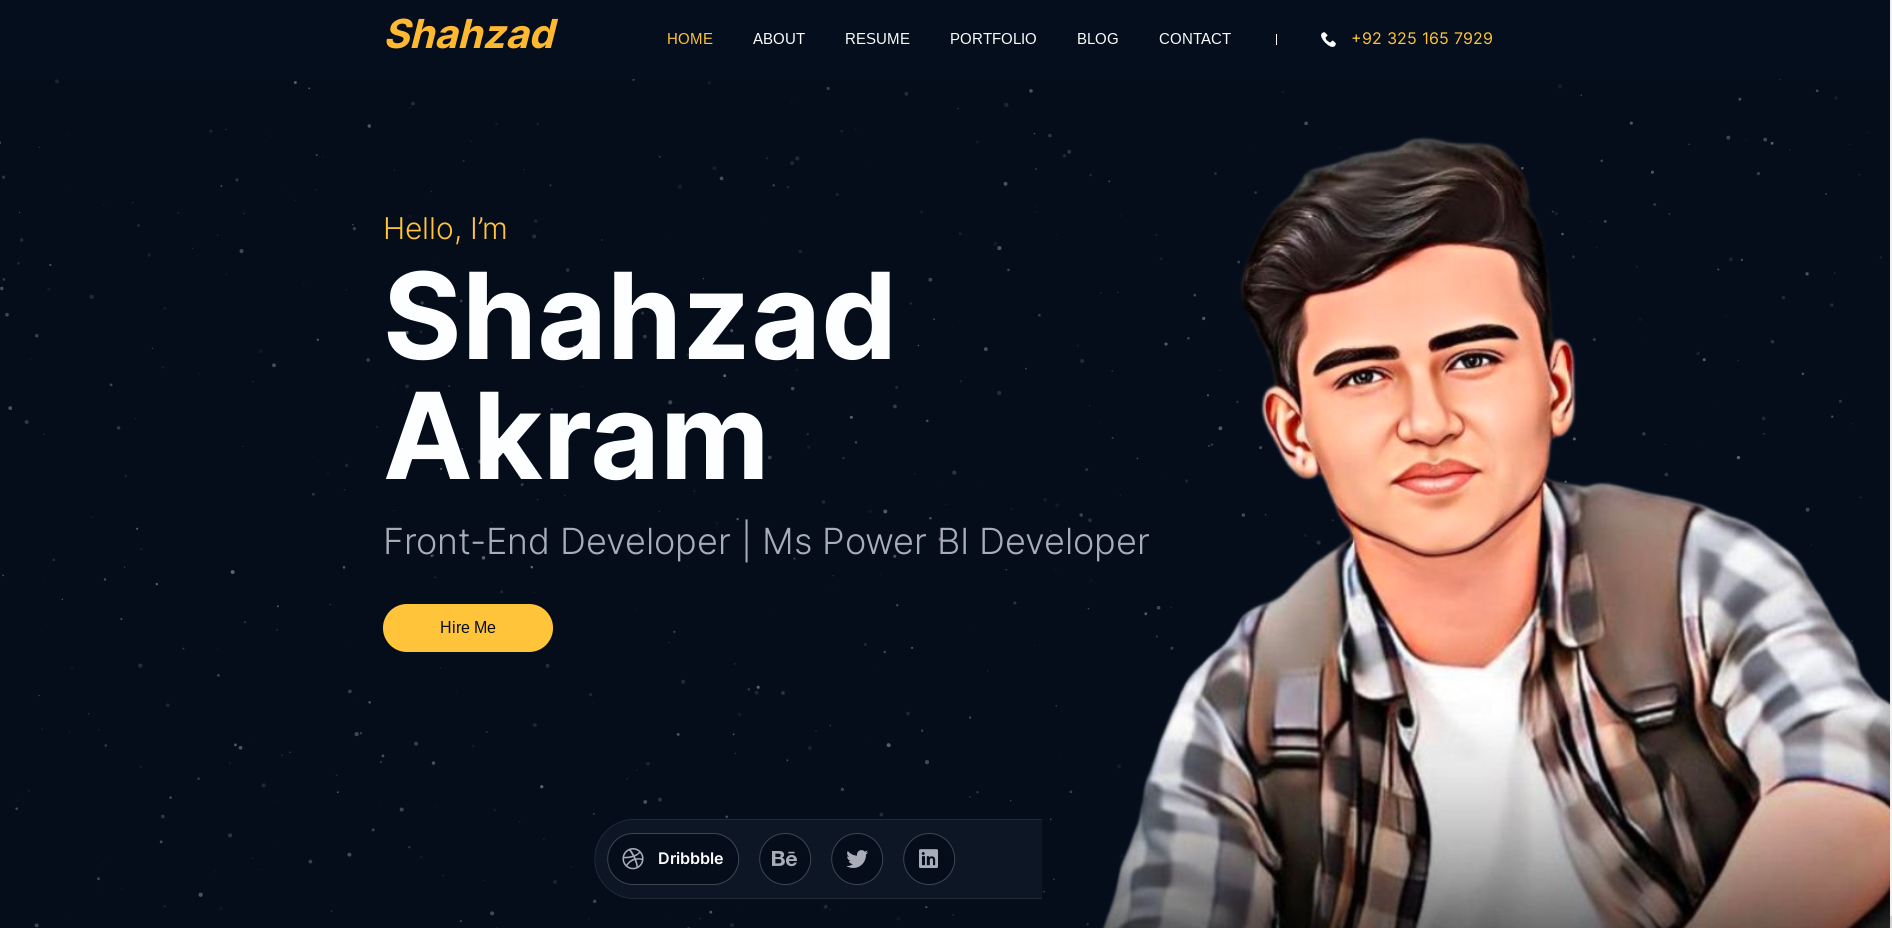 Shahzad
HOME ABOUT RESUME PORTFOLIO BLOG CONTACT +92 325 165 7929
Hello, I’m
Shahzad
Akram
Front-End Developer | Ms Power BI Developer
Hire Me
Dribbble